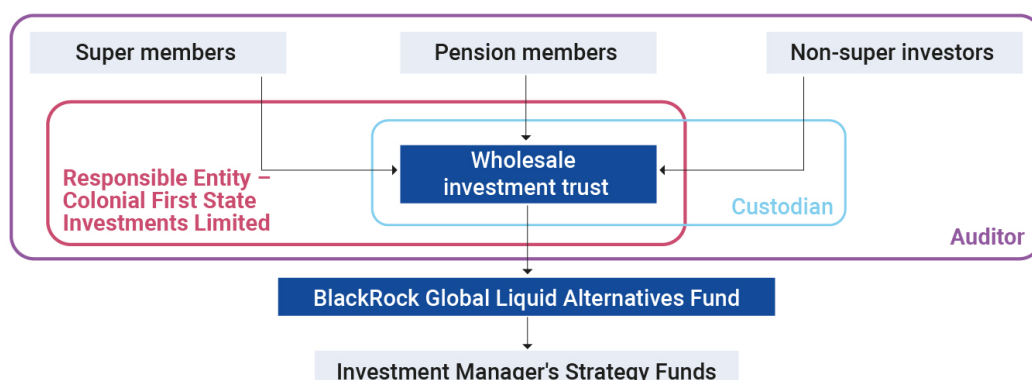 Super members
Pension members
Non-super investors
Wholesale
investment trust
Responsible Entity –
Colonial First State
Investments Limited
Custodian
Auditor
BlackRock Global Liquid Alternatives Fund
Investment Manager's Strategy Funds